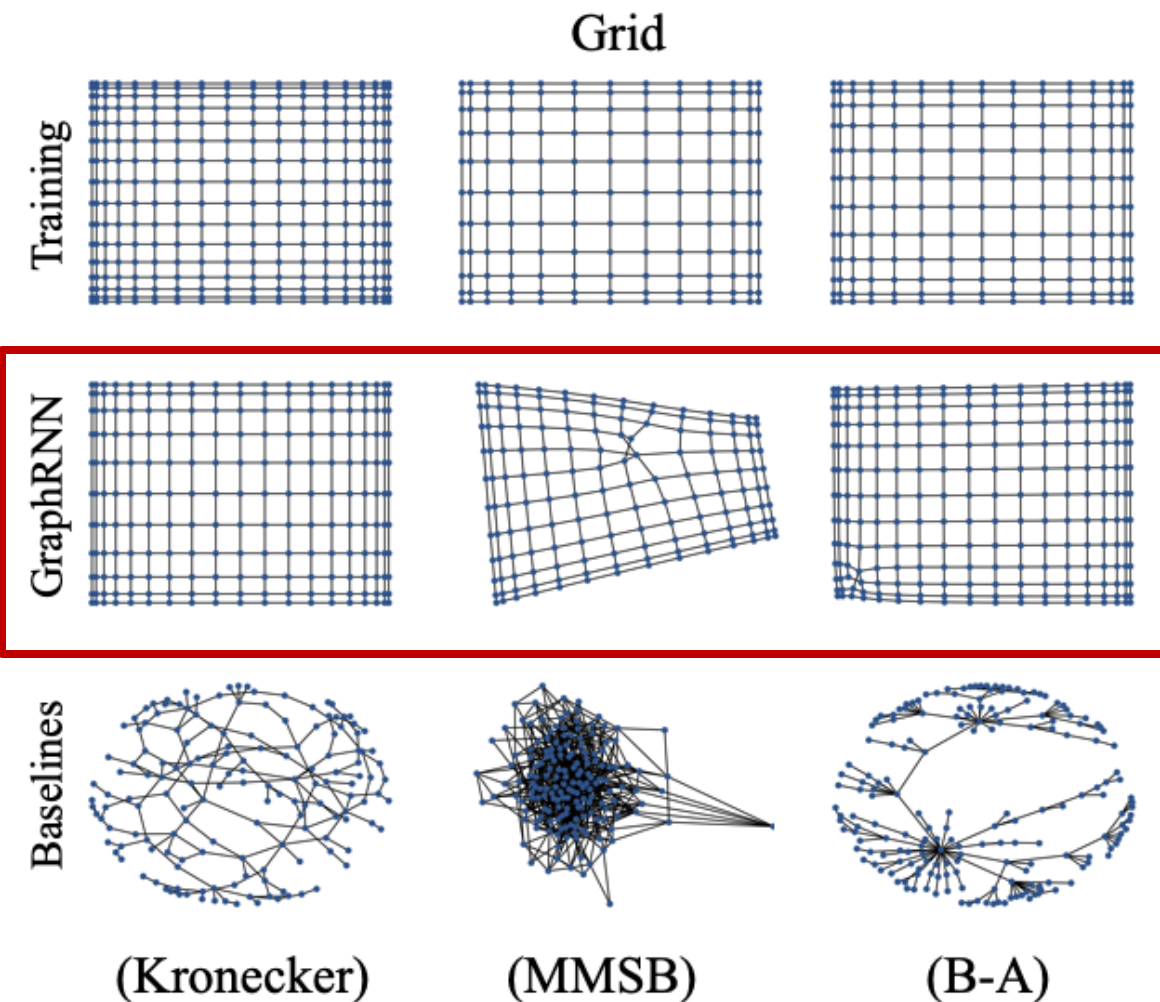 Grid
Training
GraphRNN
Baselines
(Kronecker) (MMSB) (B-A)